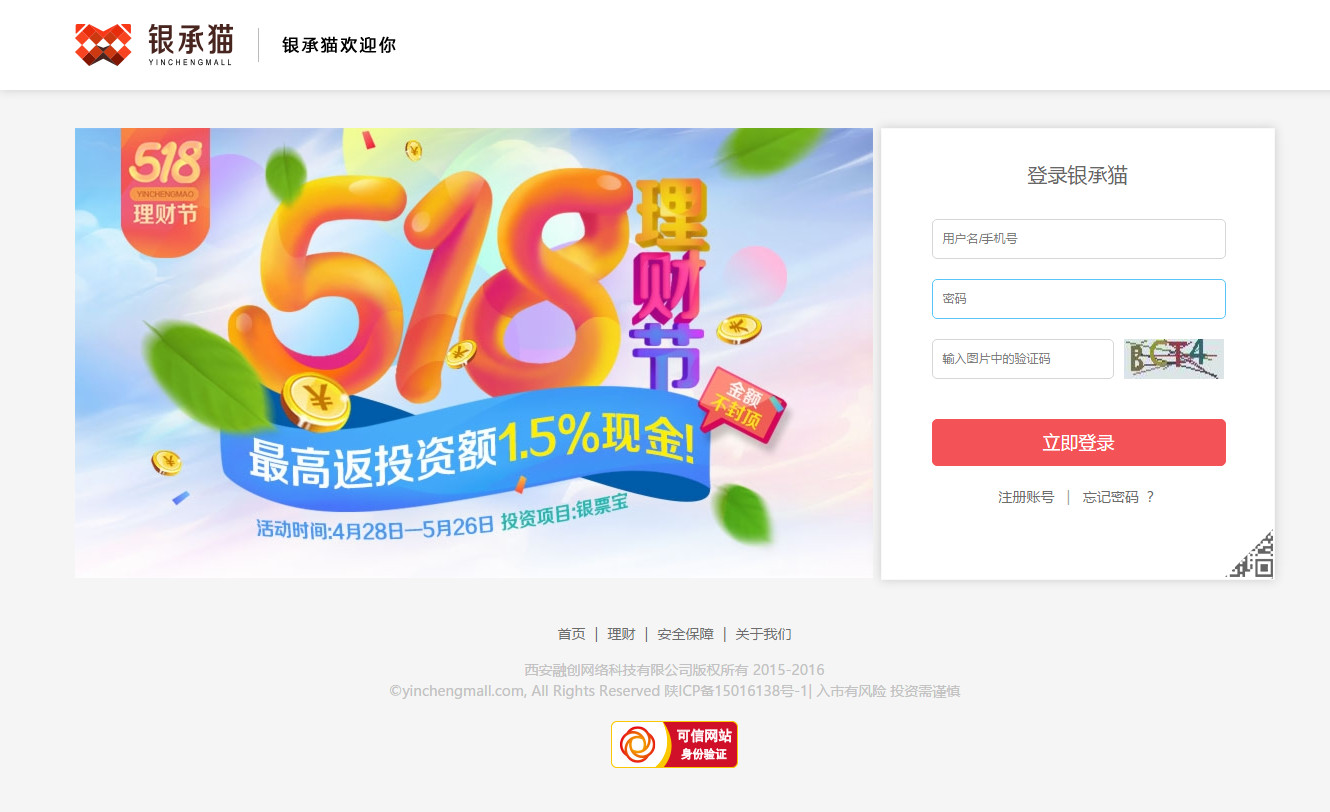 银承猫
YINCHENGMALL
银承猫欢迎你
518
YINCHENGMAO
理财节
518
理财节
金额
不封顶
最高返投资额1.5%现金!
活动时间:4月28日—5月26日 投资项目:银票宝
登录银承猫
用户名/手机号
密码
输入图片中的验证码
BCT4
立即登录
注册账号 | 忘记密码 ?
首页 | 理财 | 安全保障 | 关于我们
西安融创网络科技有限公司版权所有 2015-2016
©yinchengmall.com, All Rights Reserved 陕ICP备15016138号-1| 入市有风险 投资需谨慎
可信网站
身份验证